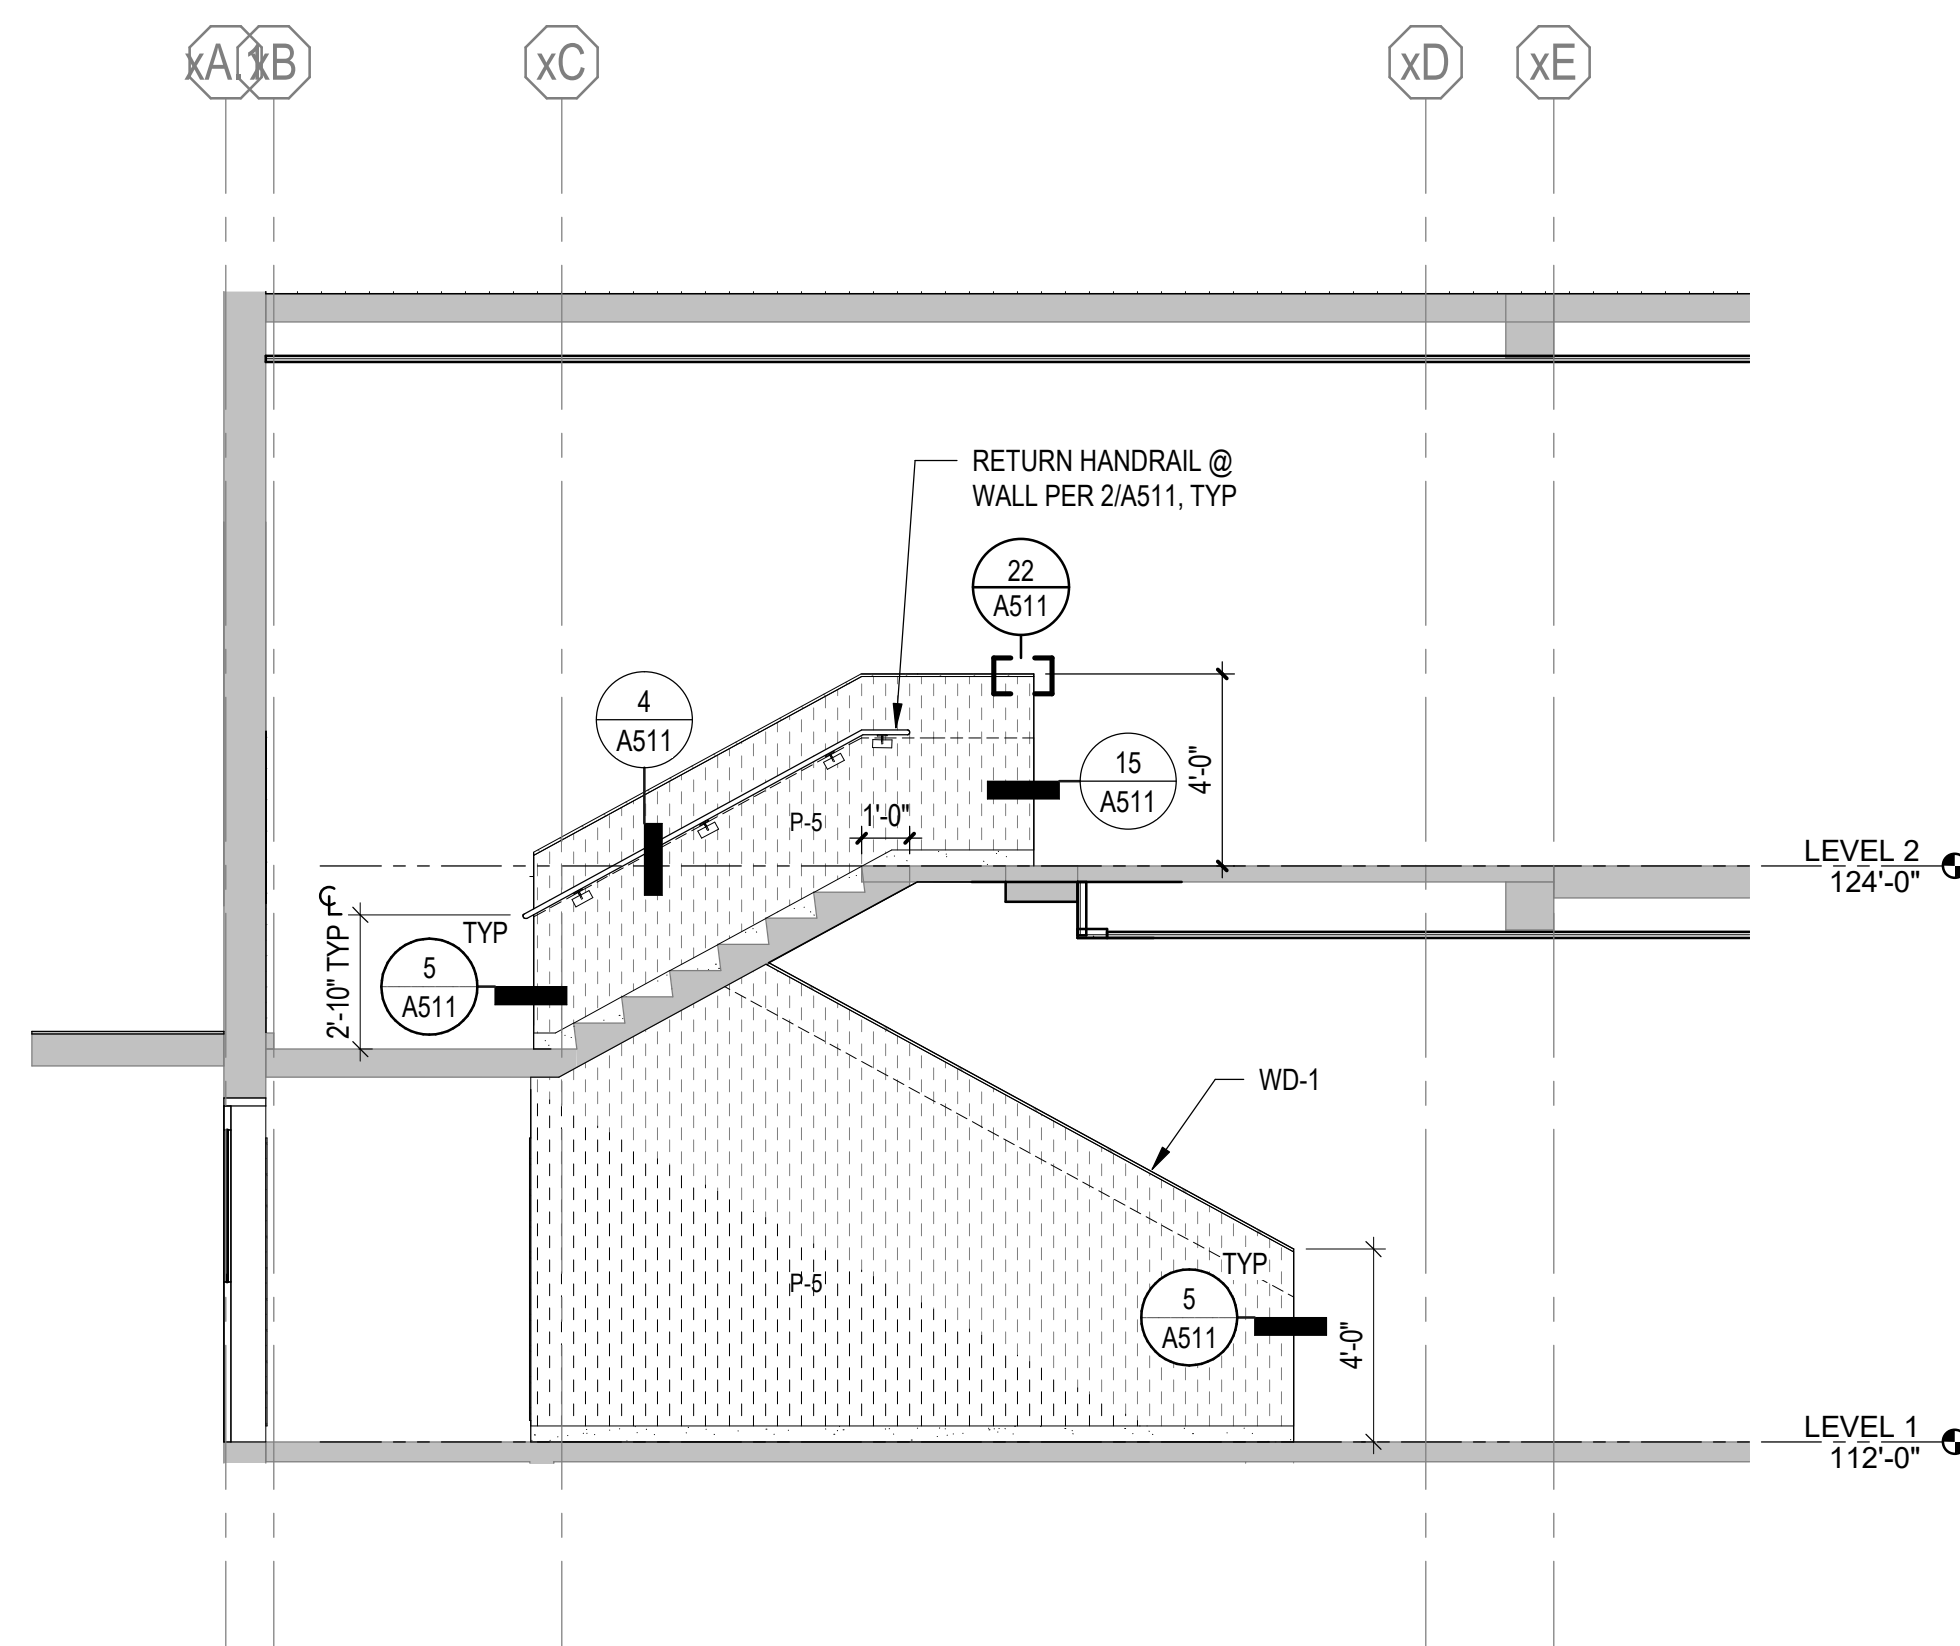 xA.1
xB
xC
xD
xE
RETURN HANDRAIL @
WALL PER 2/A511, TYP
22
A511
4
A511
15
A511
4'-0"
P-5
1'-0"
LEVEL 2
124'-0"
℄
TYP
2'-10" TYP
5
A511
WD-1
TYP
P-5
5
A511
4'-0"
LEVEL 1
112'-0"